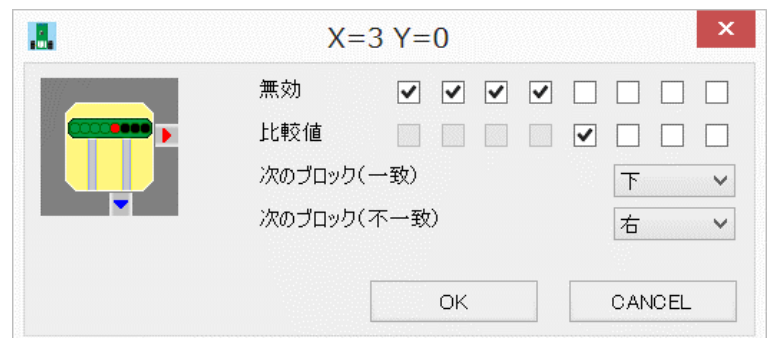 X=3 Y=0
無効
比較値
次のブロック(一致) 下
次のブロック(不一致) 右
OK CANCEL